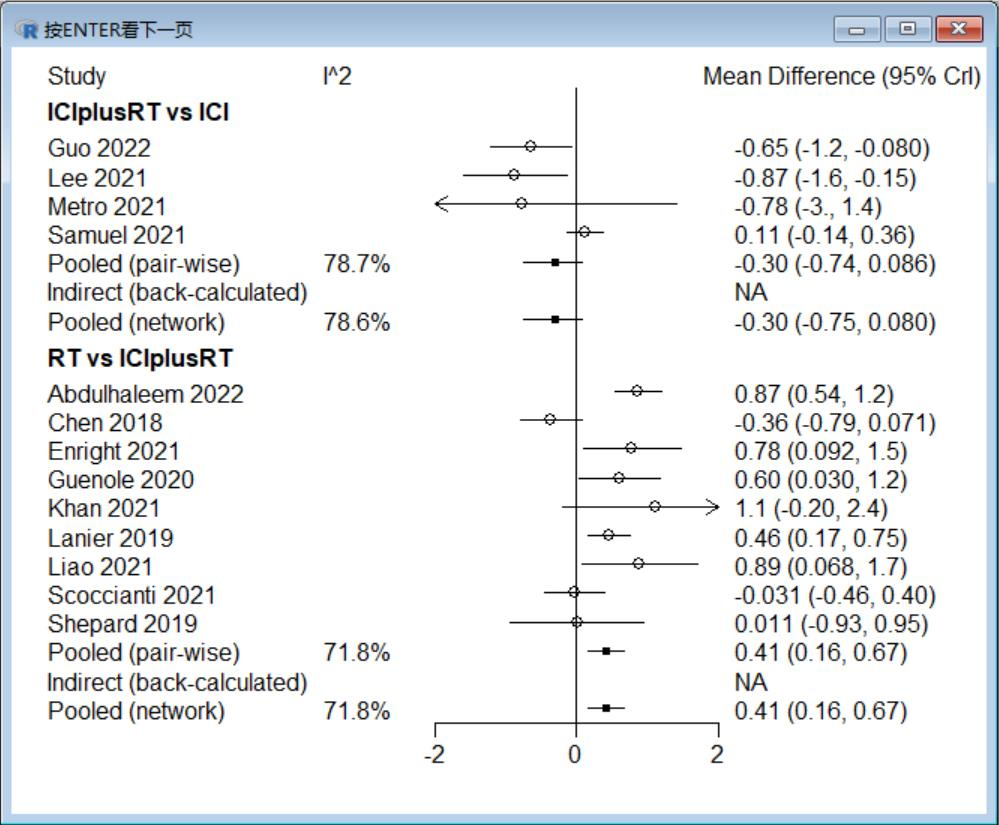 R 按ENTER看下一页
Study I^2 Mean Difference (95% CrI)
ICIplusRT vs ICI
Guo 2022 -0.65 (-1.2, -0.080)
Lee 2021 -0.87 (-1.6, -0.15)
Metro 2021 -0.78 (-3., 1.4)
Samuel 2021 0.11 (-0.14, 0.36)
Pooled (pair-wise) 78.7% -0.30 (-0.74, 0.086)
Indirect (back-calculated) NA
Pooled (network) 78.6% -0.30 (-0.75, 0.080)
RT vs ICIplusRT
Abdulhaleem 2022 0.87 (0.54, 1.2)
Chen 2018 -0.36 (-0.79, 0.071)
Enright 2021 0.78 (0.092, 1.5)
Guenole 2020 0.60 (0.030, 1.2)
Khan 2021 1.1 (-0.20, 2.4)
Lanier 2019 0.46 (0.17, 0.75)
Liao 2021 0.89 (0.068, 1.7)
Scoccianti 2021 -0.031 (-0.46, 0.40)
Shepard 2019 0.011 (-0.93, 0.95)
Pooled (pair-wise) 71.8% 0.41 (0.16, 0.67)
Indirect (back-calculated) NA
Pooled (network) 71.8% 0.41 (0.16, 0.67)
-2 0 2